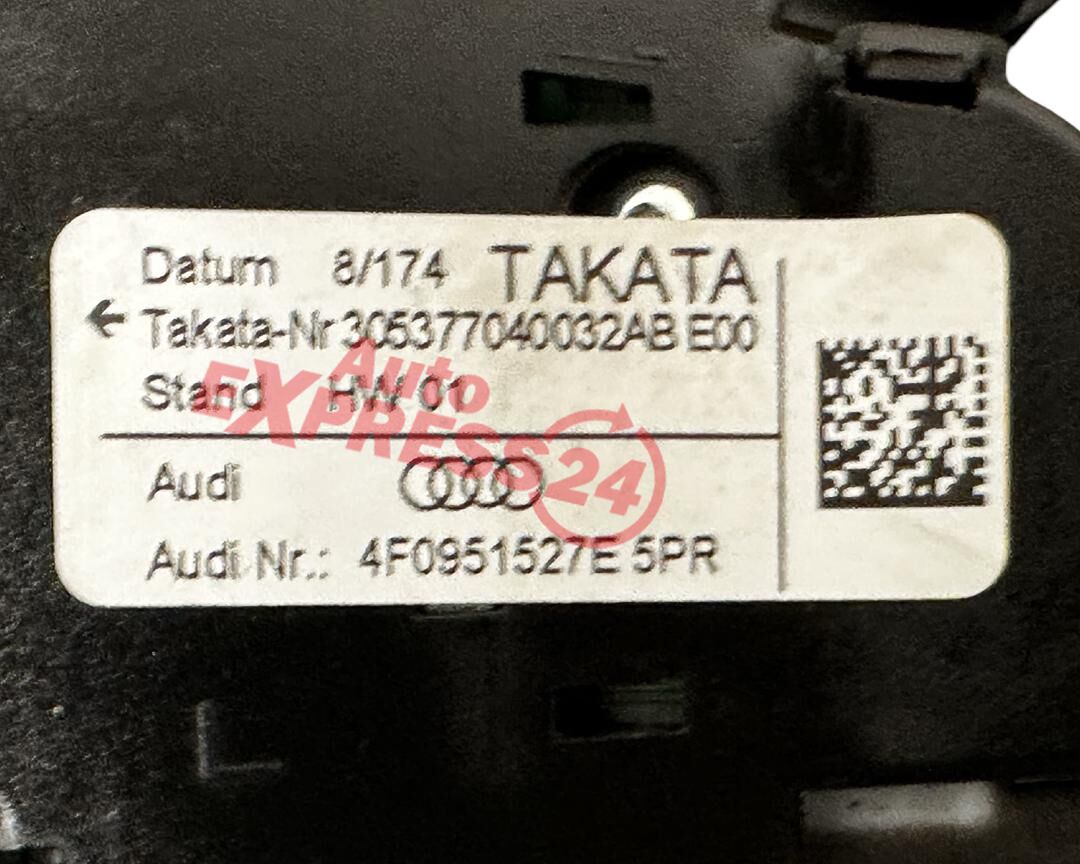 Datum 8/174 TAKATA
Takata-Nr 305377040032AB E00
Stand HW 01
Audi
Audi Nr.: 4F0951527E 5PR
Auto
EXPRESS24